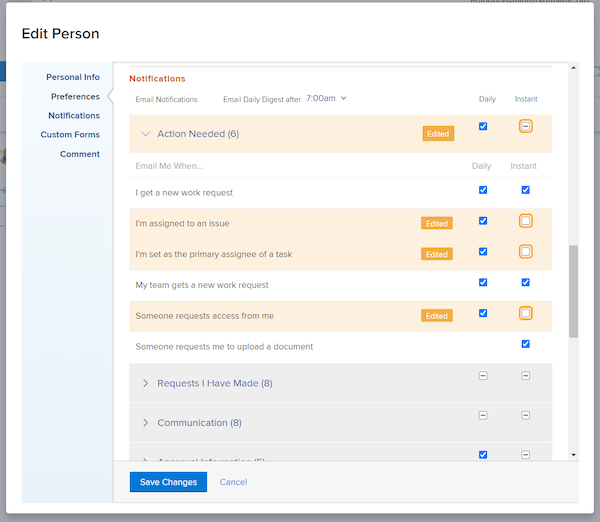 Edit Person
Personal Info
Preferences
Notifications
Custom Forms
Comment
Notifications
Email Notifications Email Daily Digest after 7:00am Daily Instant
Action Needed (6) Edited
Email Me When... Daily Instant
I get a new work request
I'm assigned to an issue Edited
I'm set as the primary assignee of a task Edited
My team gets a new work request
Someone requests access from me Edited
Someone requests me to upload a document
Requests I Have Made (8)
Communication (8)
Approval Information (5)
Save Changes Cancel